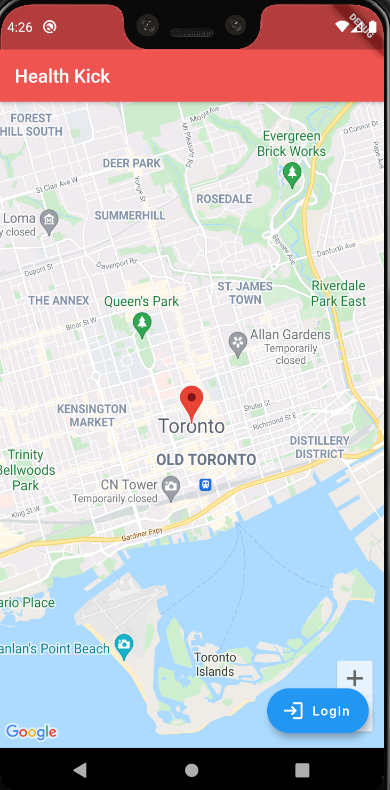 4:26
DEBUG
Health Kick
FOREST
HILL SOUTH
Mt Pleasant
Moore Ave
O'Connor Dr
Evergreen
Brick Works
DEER PARK
St Clair Ave W
Yonge St
ROSEDALE
Loma
y closed
SUMMERHILL
Bayview Ave
Danforth Ave
Dupont St
Davenport Rd
THE ANNEX
Queen's Park
ST. JAMES
TOWN
Riverdale
Park East
Bloor St W
Allan Gardens
Temporarily
closed
KENSINGTON
MARKET
Shuter St
Toronto
Richmond St E
DISTILLERY
DISTRICT
Trinity
Bellwoods
Park
OLD TORONTO
CN Tower
Temporarily closed
King St W
Gardiner Expy
ario Place
anlan's Point Beach
Toronto
Islands
+
Login
Google